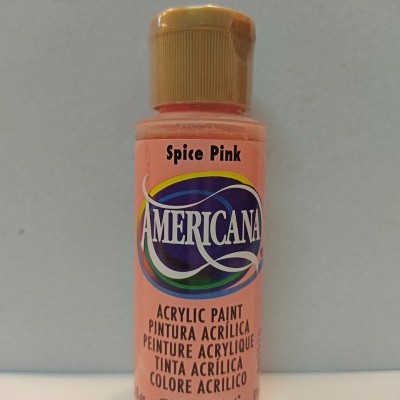 Spice Pink
AMERICANA
ACRYLIC PAINT
PINTURA ACRÍLICA
PEINTURE ACRYLIQUE
TINTA ACRÍLICA
COLORE ACRILICO